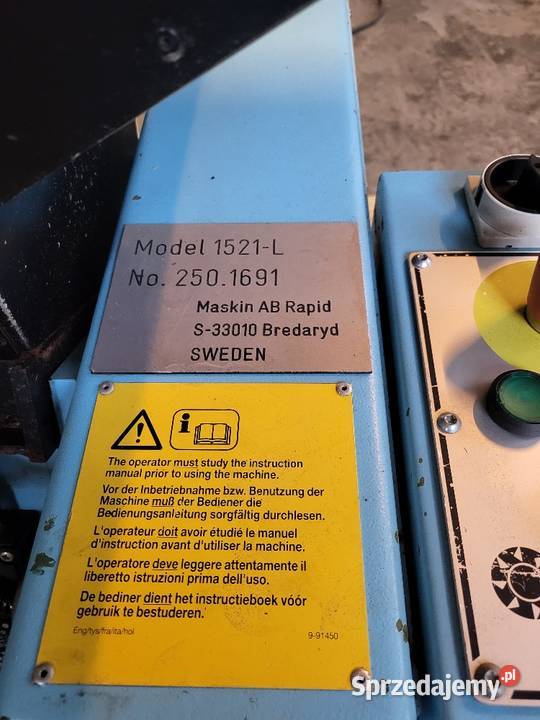 Model 1521-L
No. 250.1691
Maskin AB Rapid
S-33010 Bredaryd
SWEDEN
The operator must study the instruction
manual prior to using the machine.
Vor der Inbetriebnahme bzw. Benutzung der
Maschine muß der Bediener die
Bedienungsanleitung sorgfältig durchlesen.
L'operateur doit avoir étudié le manuel
d'instruction avant d'utiliser la machine.
L'operatore deve leggere attentamente il
liberetto istruzioni prima dell'uso.
De bediner dient het instructieboek vóór
gebruik te bestuderen.
Eng/tys/fra/ita/hol 9-91450
Sprzedajemy.pl